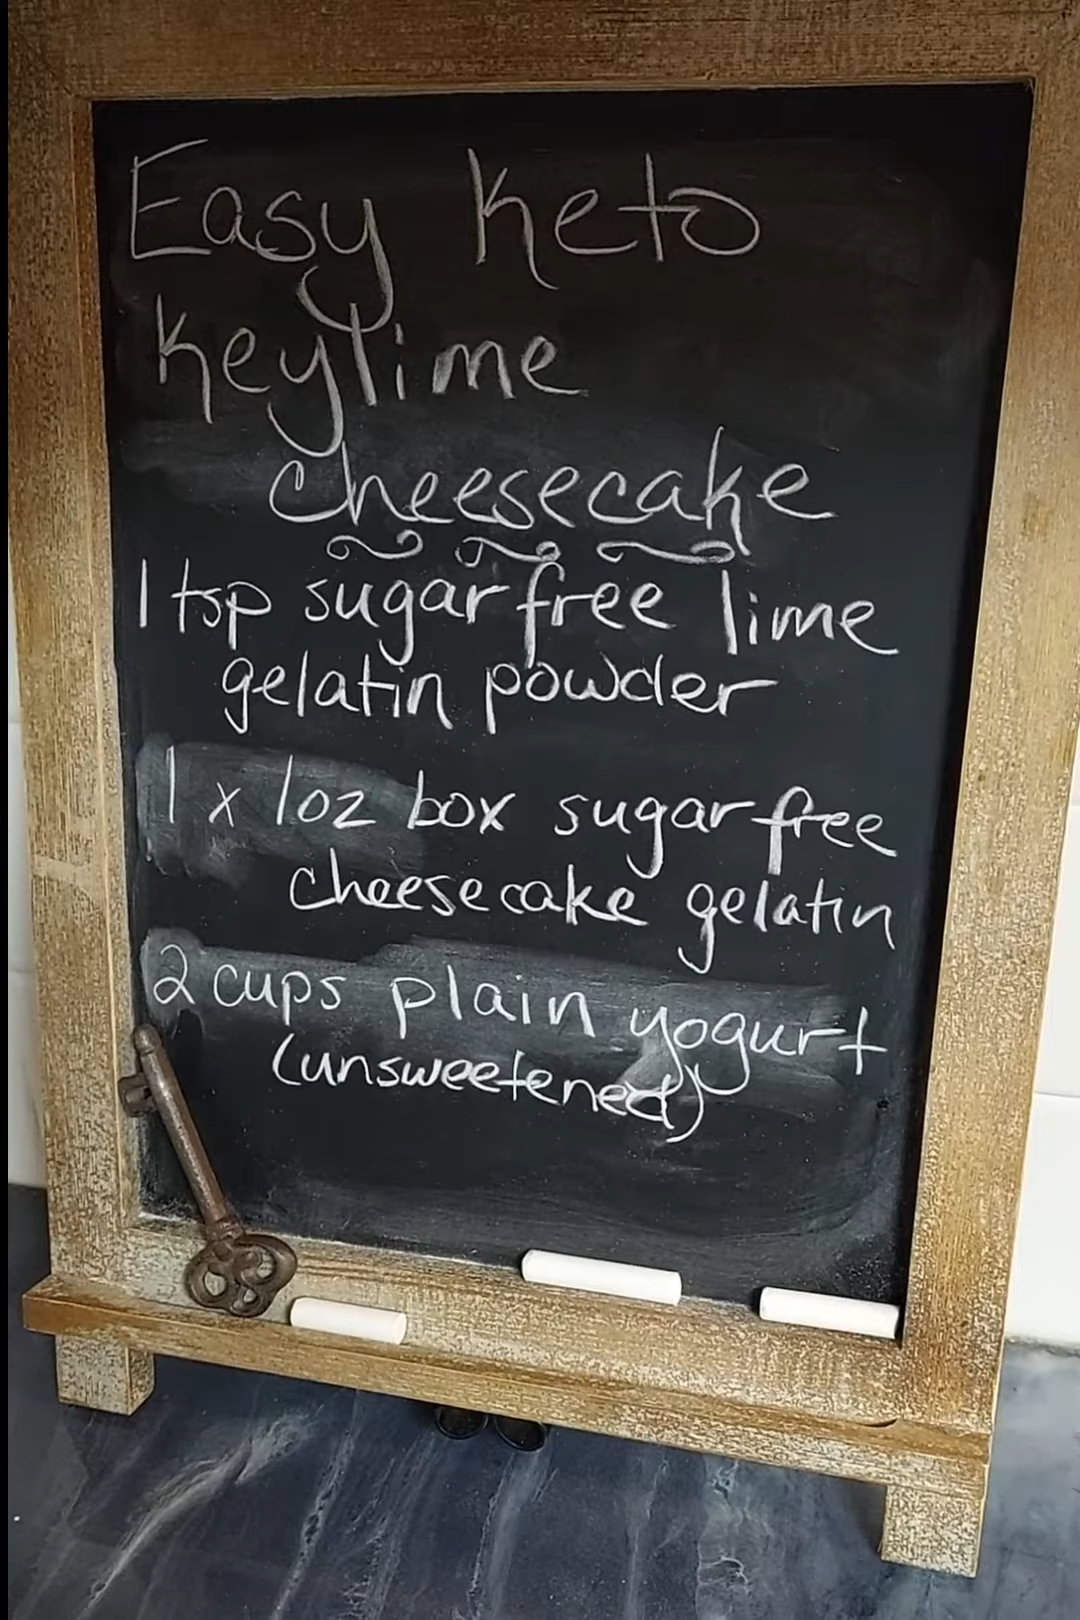 Easy keto
keylime
cheesecake
1 tsp sugar free lime
gelatin powder
1 x 1oz box sugar free
cheesecake gelatin
2 cups plain yogurt
(unsweetened)